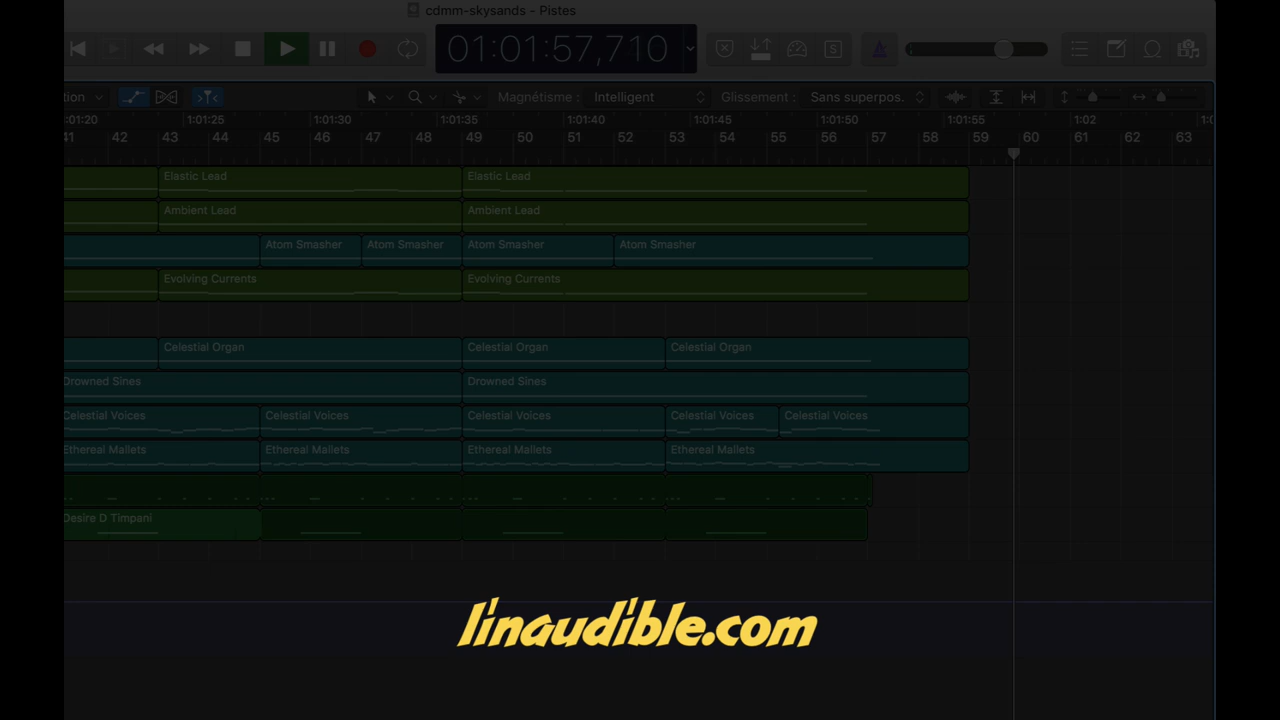 cdmm-skysands - Pistes
01:01:57,710
S
tion
Magnétisme : Intelligent
Glissement : Sans superpos.
:01:20 1:01:25 1:01:30 1:01:35 1:01:40 1:01:45 1:01:50 1:01:55 1:02
41 42 43 44 45 46 47 48 49 50 51 52 53 54 55 56 57 58 59 60 61 62 63
Elastic Lead Elastic Lead
Ambient Lead Ambient Lead
Atom Smasher Atom Smasher Atom Smasher Atom Smasher
Evolving Currents Evolving Currents
Celestial Organ Celestial Organ Celestial Organ
Drowned Sines Drowned Sines
Celestial Voices Celestial Voices Celestial Voices Celestial Voices Celestial Voices
Ethereal Mallets Ethereal Mallets Ethereal Mallets Ethereal Mallets
Desire D Timpani
linaudible.com